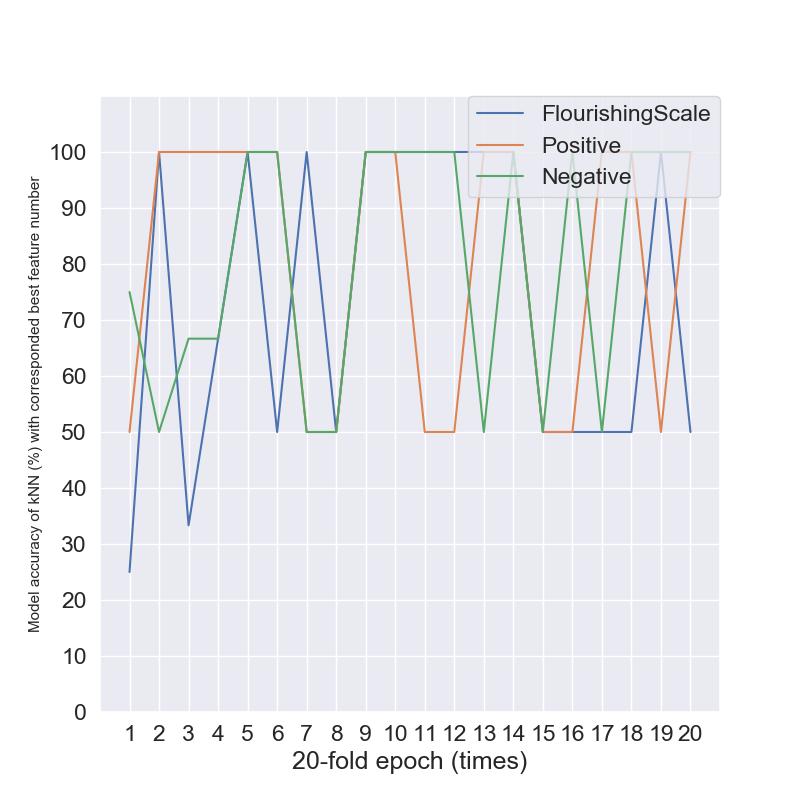 FlourishingScale
Positive
Negative
100
90
80
70
60
50
40
30
20
10
0
Model accuracy of kNN (%) with corresponded best feature number
1 2 3 4 5 6 7 8 9 10 11 12 13 14 15 16 17 18 19 20
20-fold epoch (times)